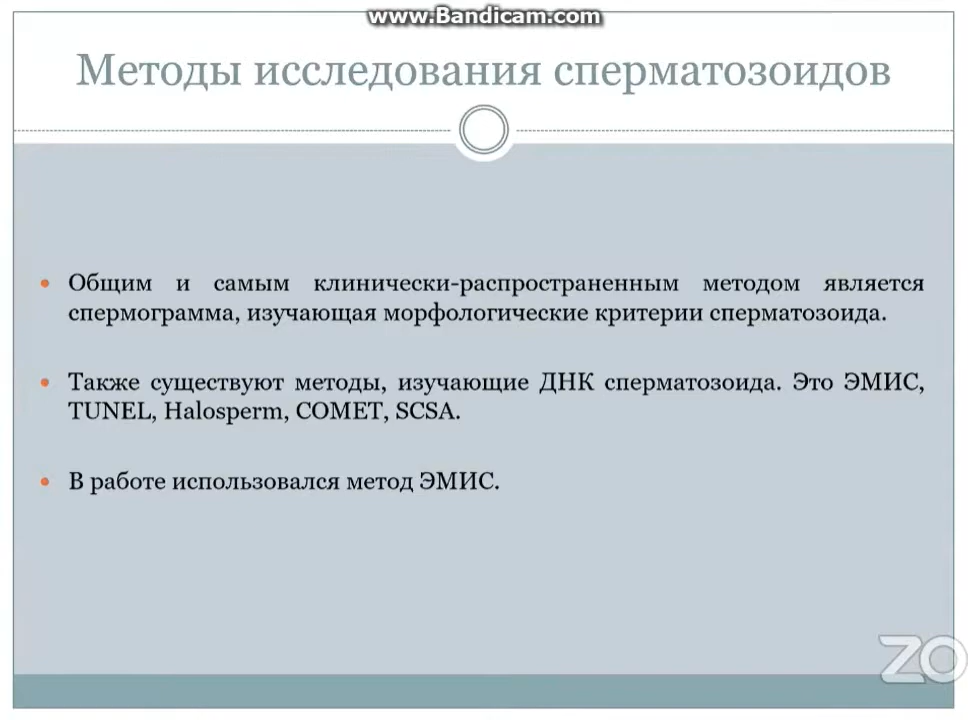 www.Bandicam.com
Методы исследования сперматозоидов
Общим и самым клинически-распространенным методом является
спермограмма, изучающая морфологические критерии сперматозоида.
Также существуют методы, изучающие ДНК сперматозоида. Это ЭМИС,
TUNEL, Halosperm, COMET, SCSA.
В работе использовался метод ЭМИС.
ZO